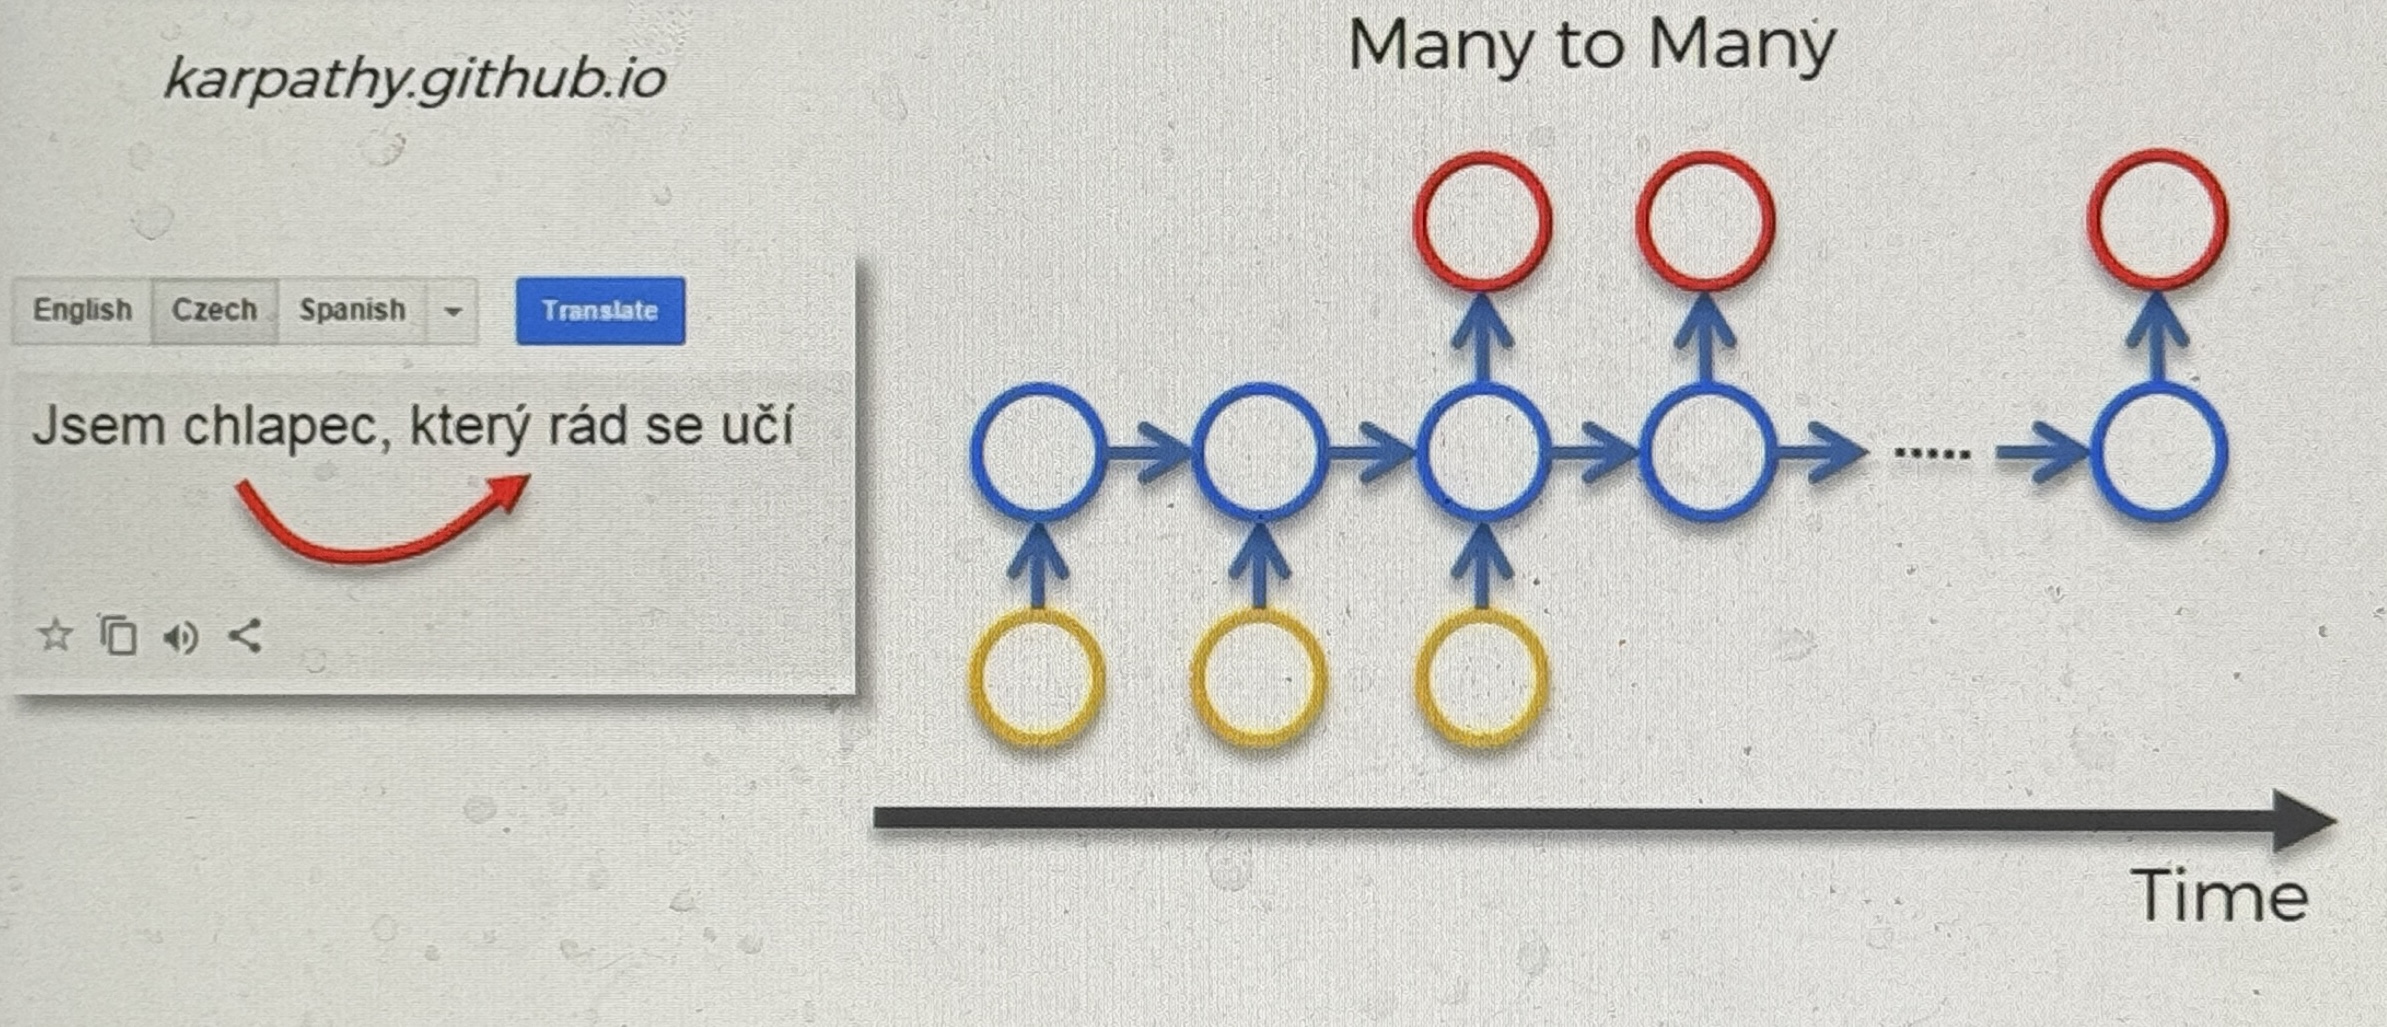 karpathy.github.io
Many to Many
English Czech Spanish Translate
Jsem chlapec, který rád se učí
.....
Time